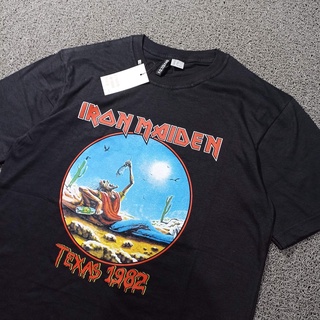 IRON MAIDEN
TEXAS 1982